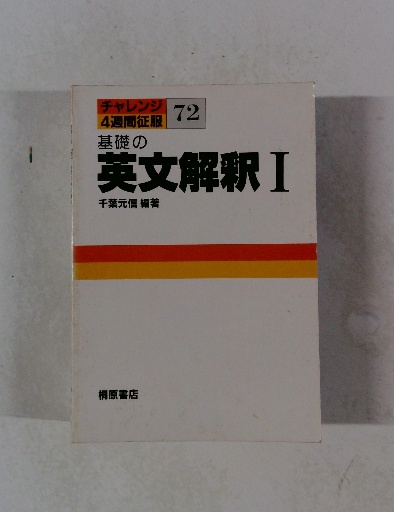 チャレンジ
4週間征服
72
基礎の
英文解釈 I
千葉元信 編著
桐原書店